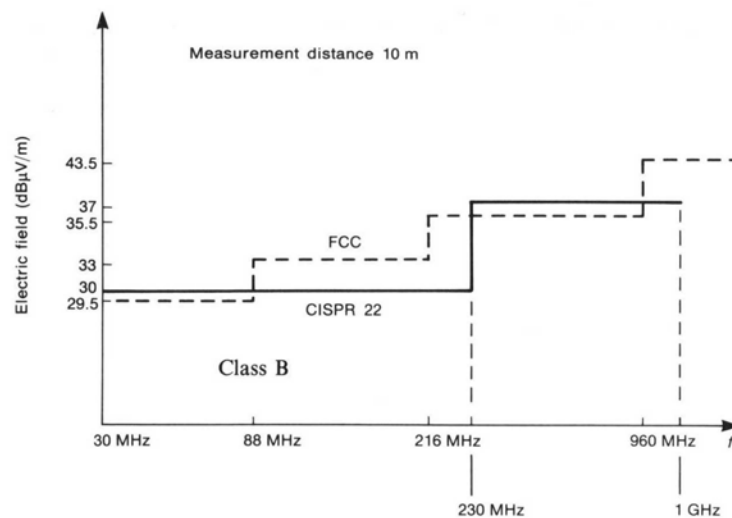 Measurement distance 10 m
Electric field (dBµV/m)
43.5
37
35.5
33
30
29.5
FCC
CISPR 22
Class B
30 MHz
88 MHz
216 MHz
960 MHz
f
230 MHz
1 GHz